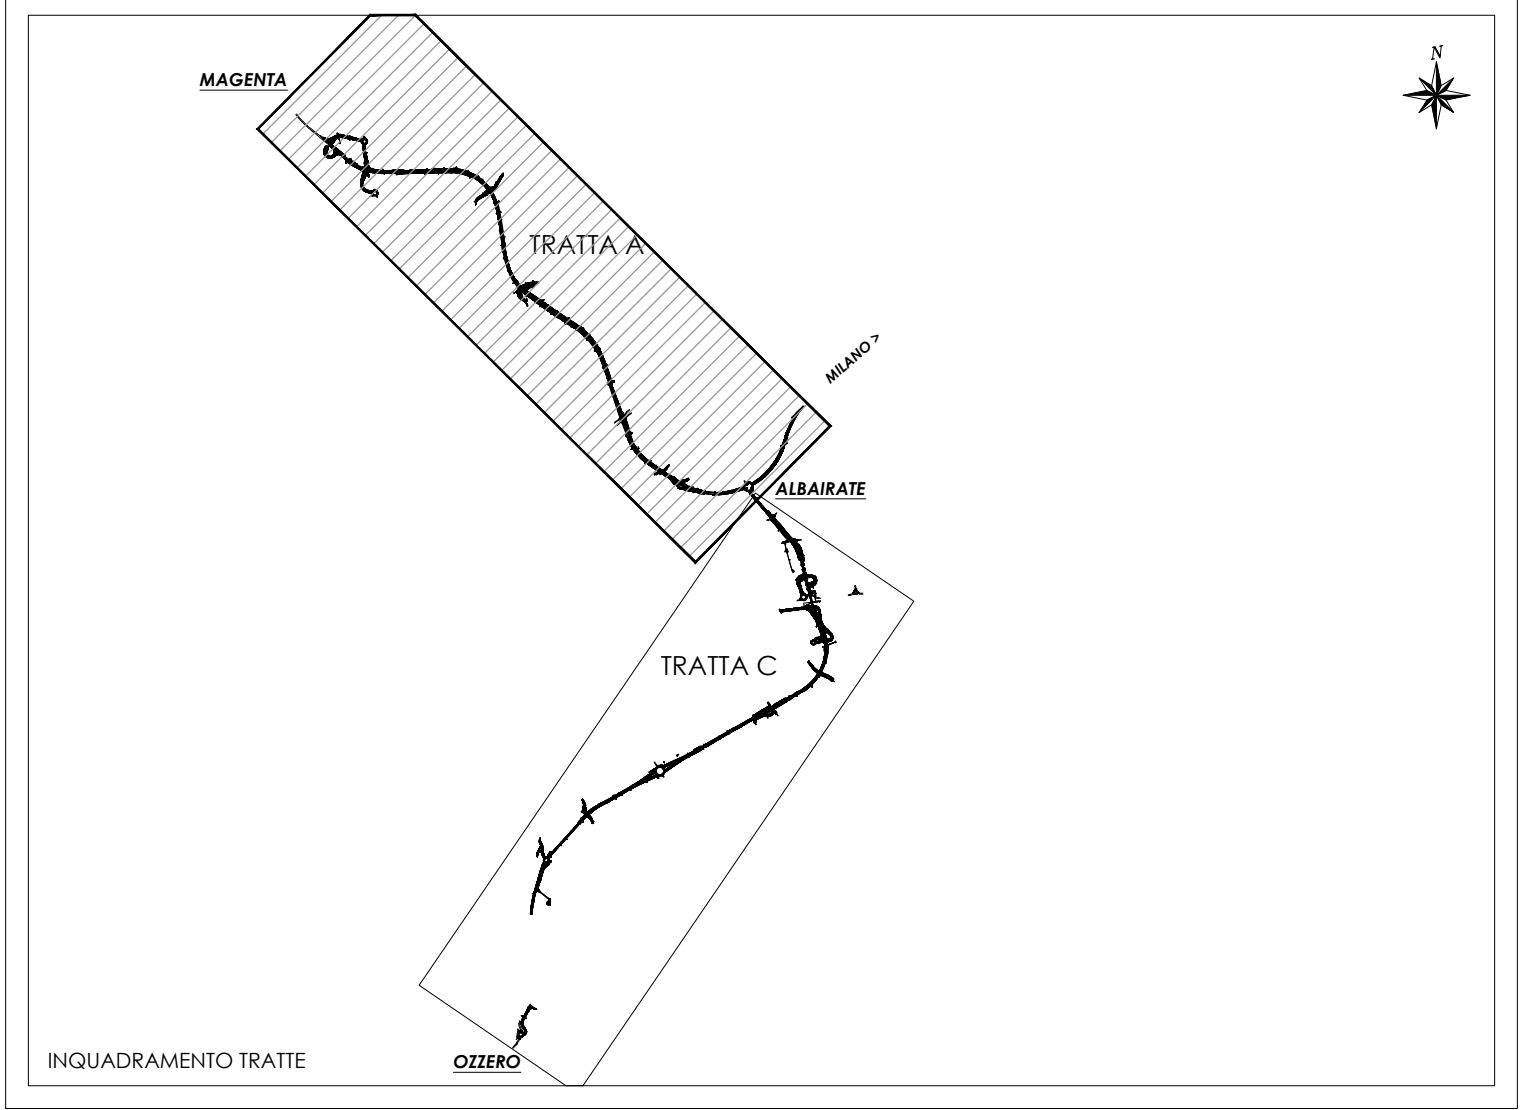 N
MAGENTA
TRATTA A
MILANO >
ALBAIRATE
TRATTA C
INQUADRAMENTO TRATTE
OZZERO